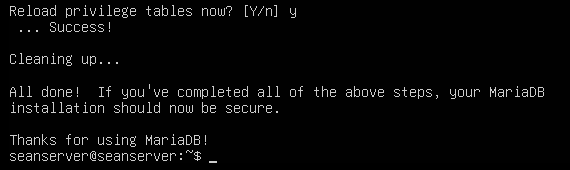 Reload privilege tables now? [Y/n] y
 ... Success!
Cleaning up...
All done!  If you've completed all of the above steps, your MariaDB
installation should now be secure.
Thanks for using MariaDB!
seanserver@seanserver:~$ _